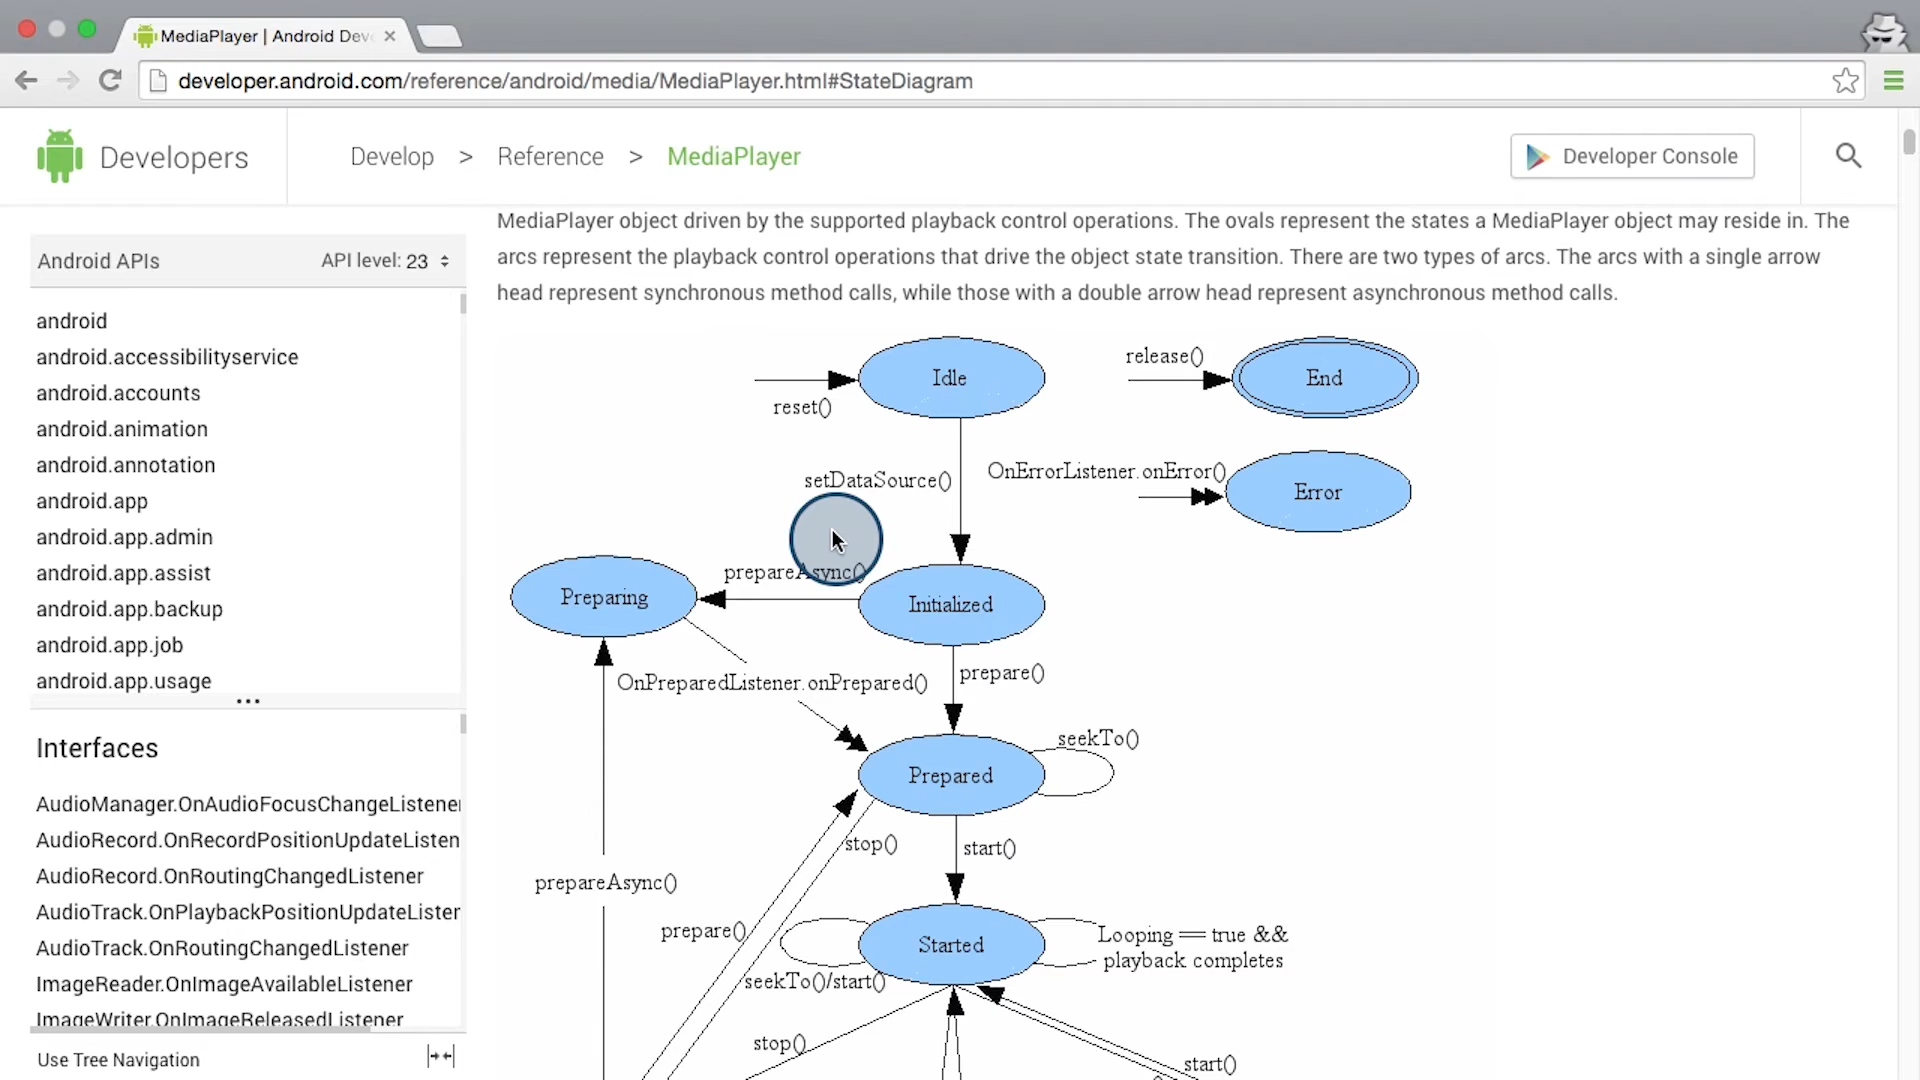 MediaPlayer | Android Dev
developer.android.com/reference/android/media/MediaPlayer.html#StateDiagram
Developers
Develop > Reference > MediaPlayer
Developer Console
Android APIs
API level: 23
android
android.accessibilityservice
android.accounts
android.animation
android.annotation
android.app
android.app.admin
android.app.assist
android.app.backup
android.app.job
android.app.usage
Interfaces
AudioManager.OnAudioFocusChangeListener
AudioRecord.OnRecordPositionUpdateListen
AudioRecord.OnRoutingChangedListener
AudioTrack.OnPlaybackPositionUpdateListen
AudioTrack.OnRoutingChangedListener
ImageReader.OnImageAvailableListener
ImageWriter.OnImageReleasedListener
Use Tree Navigation
MediaPlayer object driven by the supported playback control operations. The ovals represent the states a MediaPlayer object may reside in. The
arcs represent the playback control operations that drive the object state transition. There are two types of arcs. The arcs with a single arrow
head represent synchronous method calls, while those with a double arrow head represent asynchronous method calls.
Idle
release()
End
reset()
setDataSource()
OnErrorListener.onError()
Error
prepareAsync()
Preparing
Initialized
OnPreparedListener.onPrepared()
prepare()
seekTo()
Prepared
stop()
start()
prepareAsync()
prepare()
Started
Looping == true &&
playback completes
seekTo()/start()
stop()
start()